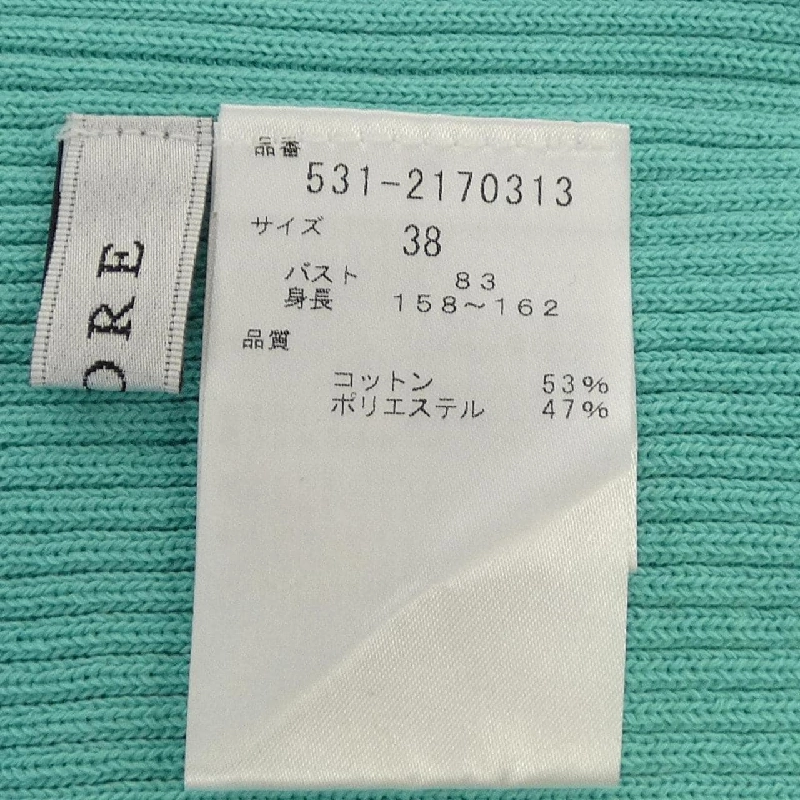 ORE
品番
531-2170313
サイズ 38
バスト 83
身長 158～162
品質
コットン 53%
ポリエステル 47%